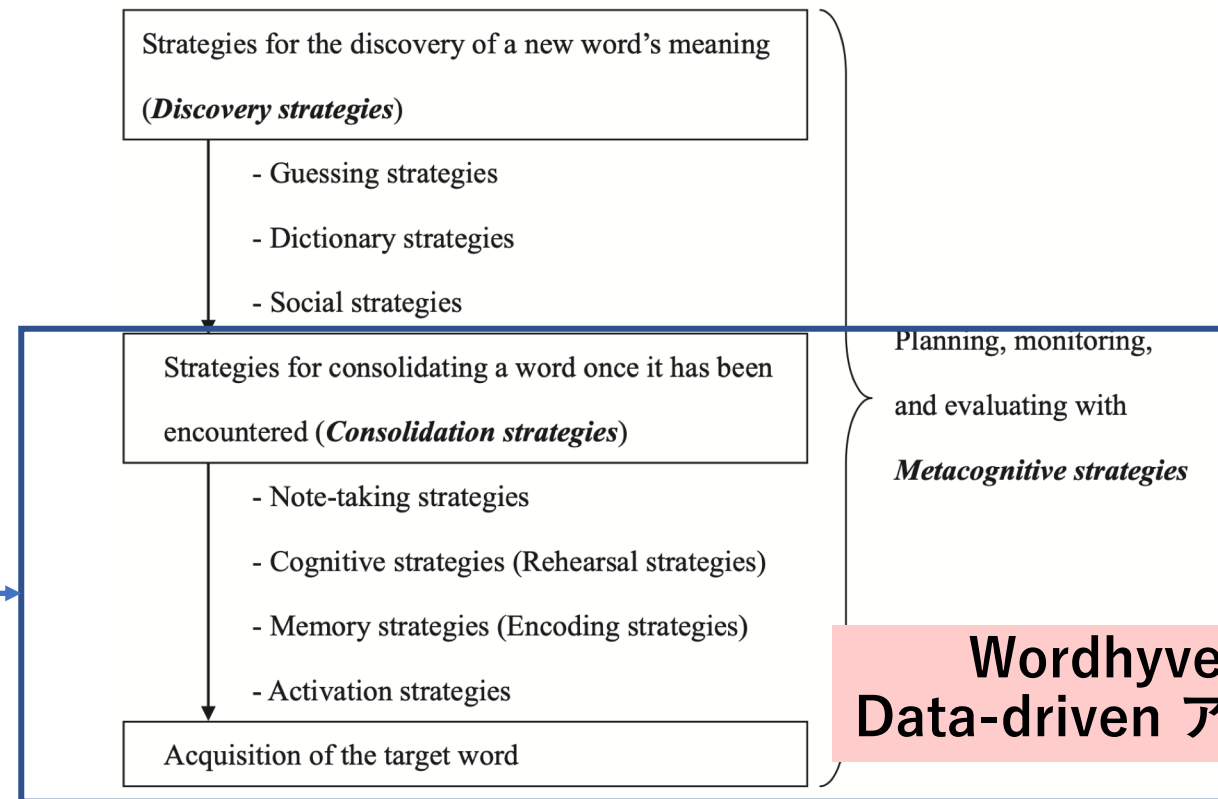 Strategies for the discovery of a new word's meaning
(Discovery strategies)
- Guessing strategies
- Dictionary strategies
- Social strategies
Strategies for consolidating a word once it has been
encountered (Consolidation strategies)
- Note-taking strategies
- Cognitive strategies (Rehearsal strategies)
- Memory strategies (Encoding strategies)
- Activation strategies
Acquisition of the target word
Planning, monitoring,
and evaluating with
Metacognitive strategies
Wordhyve
Data-driven